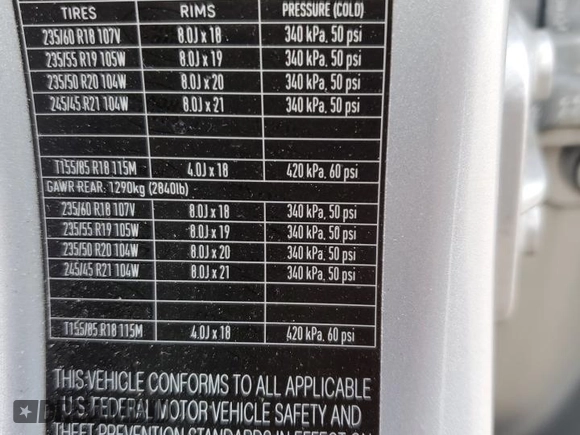 TIRES RIMS PRESSURE (COLD)
235/60 R18 107V 8.0J x 18 340 kPa, 50 psi
235/55 R19 105W 8.0J x 19 340 kPa, 50 psi
235/50 R20 104W 8.0J x 20 340 kPa, 50 psi
245/45 R21 104W 8.0J x 21 340 kPa, 50 psi
T155/85 R18 115M 4.0J x 18 420 kPa, 60 psi
GAWR REAR: 1290kg (2840lb)
235/60 R18 107V 8.0J x 18 340 kPa, 50 psi
235/55 R19 105W 8.0J x 19 340 kPa, 50 psi
235/50 R20 104W 8.0J x 20 340 kPa, 50 psi
245/45 R21 104W 8.0J x 21 340 kPa, 50 psi
T155/85 R18 115M 4.0J x 18 420 kPa, 60 psi
THIS VEHICLE CONFORMS TO ALL APPLICABLE
U.S. FEDERAL MOTOR VEHICLE SAFETY AND
THEFT PREVENTION STANDARDS IN EFFECT ON